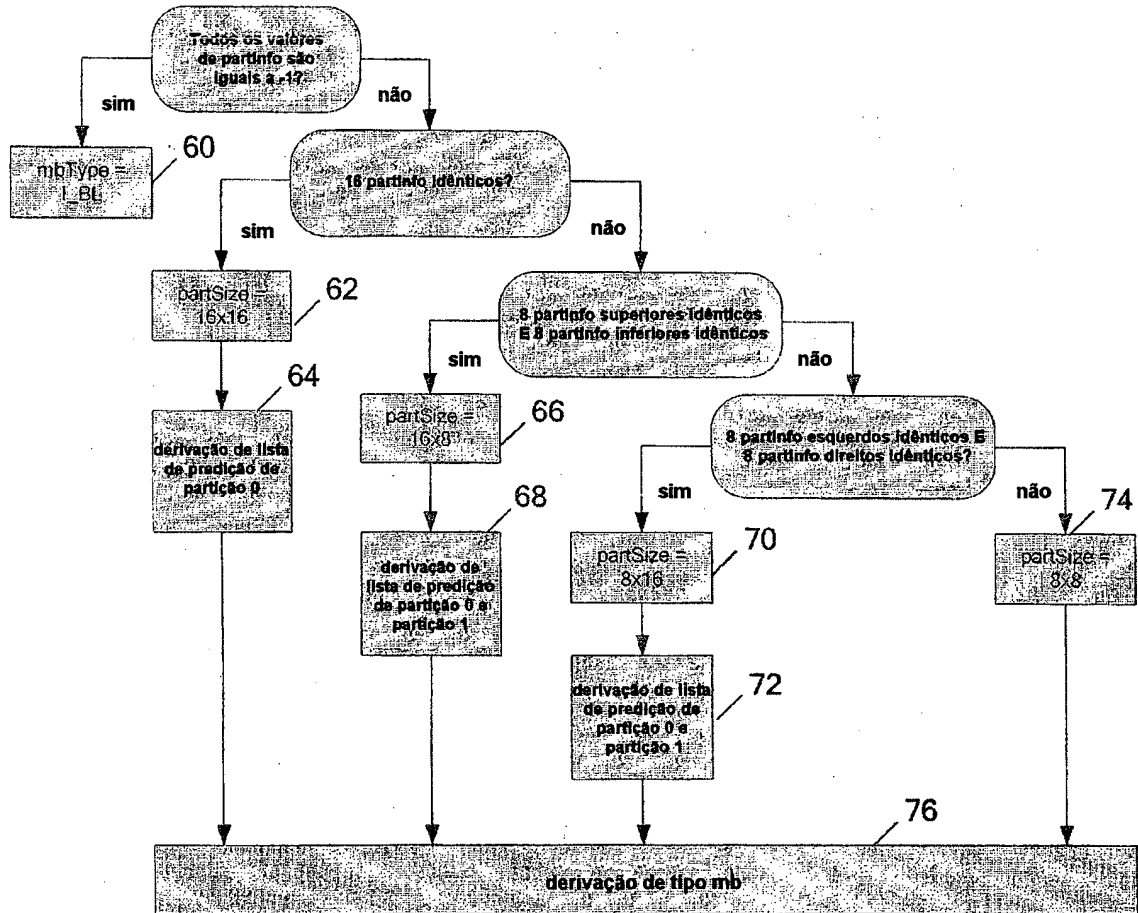 Todos os valores
de partinfo são
iguais a -1?
sim
não
60
mbType =
I_BL
16 partinfo idênticos?
sim
não
partSize =
16x16
62
8 partinfo superiores idênticos
E 8 partinfo inferiores idênticos
sim
não
64
derivação de lista
de predição de
partição 0
partSize =
16x8
66
8 partinfo esquerdos idênticos E
8 partinfo direitos idênticos?
sim
não
68
derivação de
lista de predição
de partição 0 e
partição 1
partSize =
8x16
70
74
partSize =
8x8
derivação de lista
de predição de
partição 0 e
partição 1
72
76
derivação de tipo mb